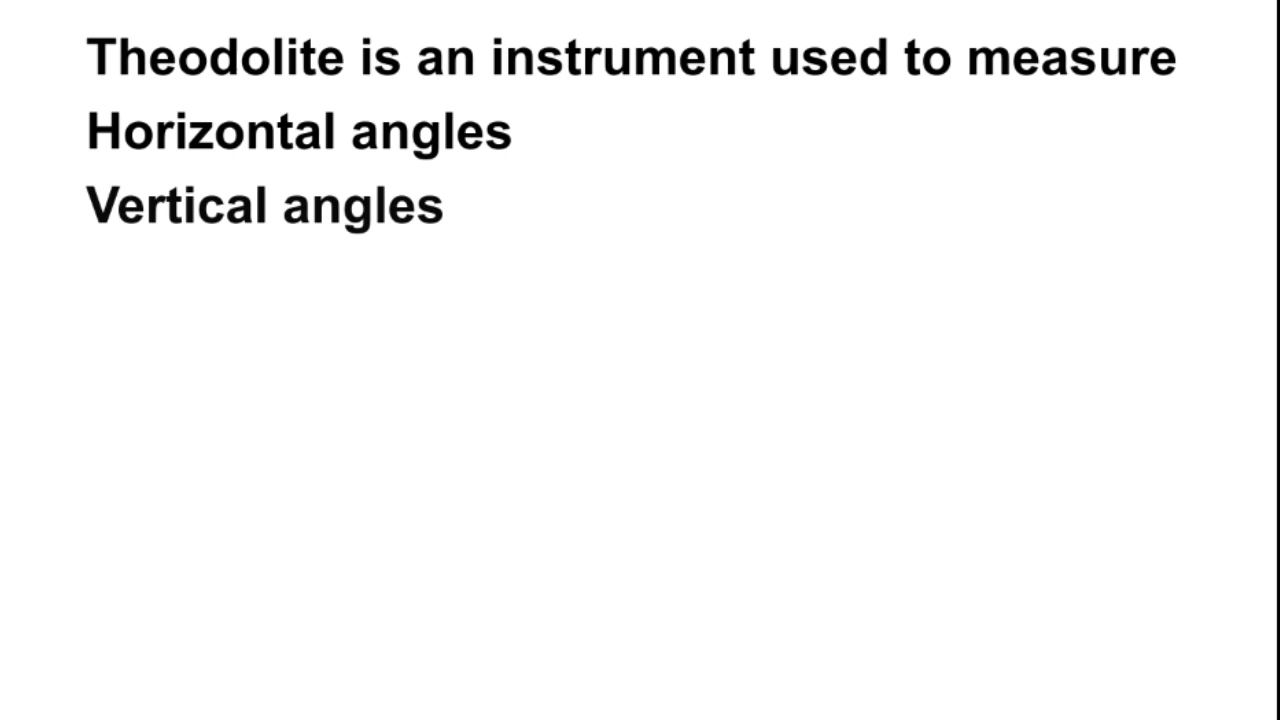 Theodolite is an instrument used to measure
Horizontal angles
Vertical angles